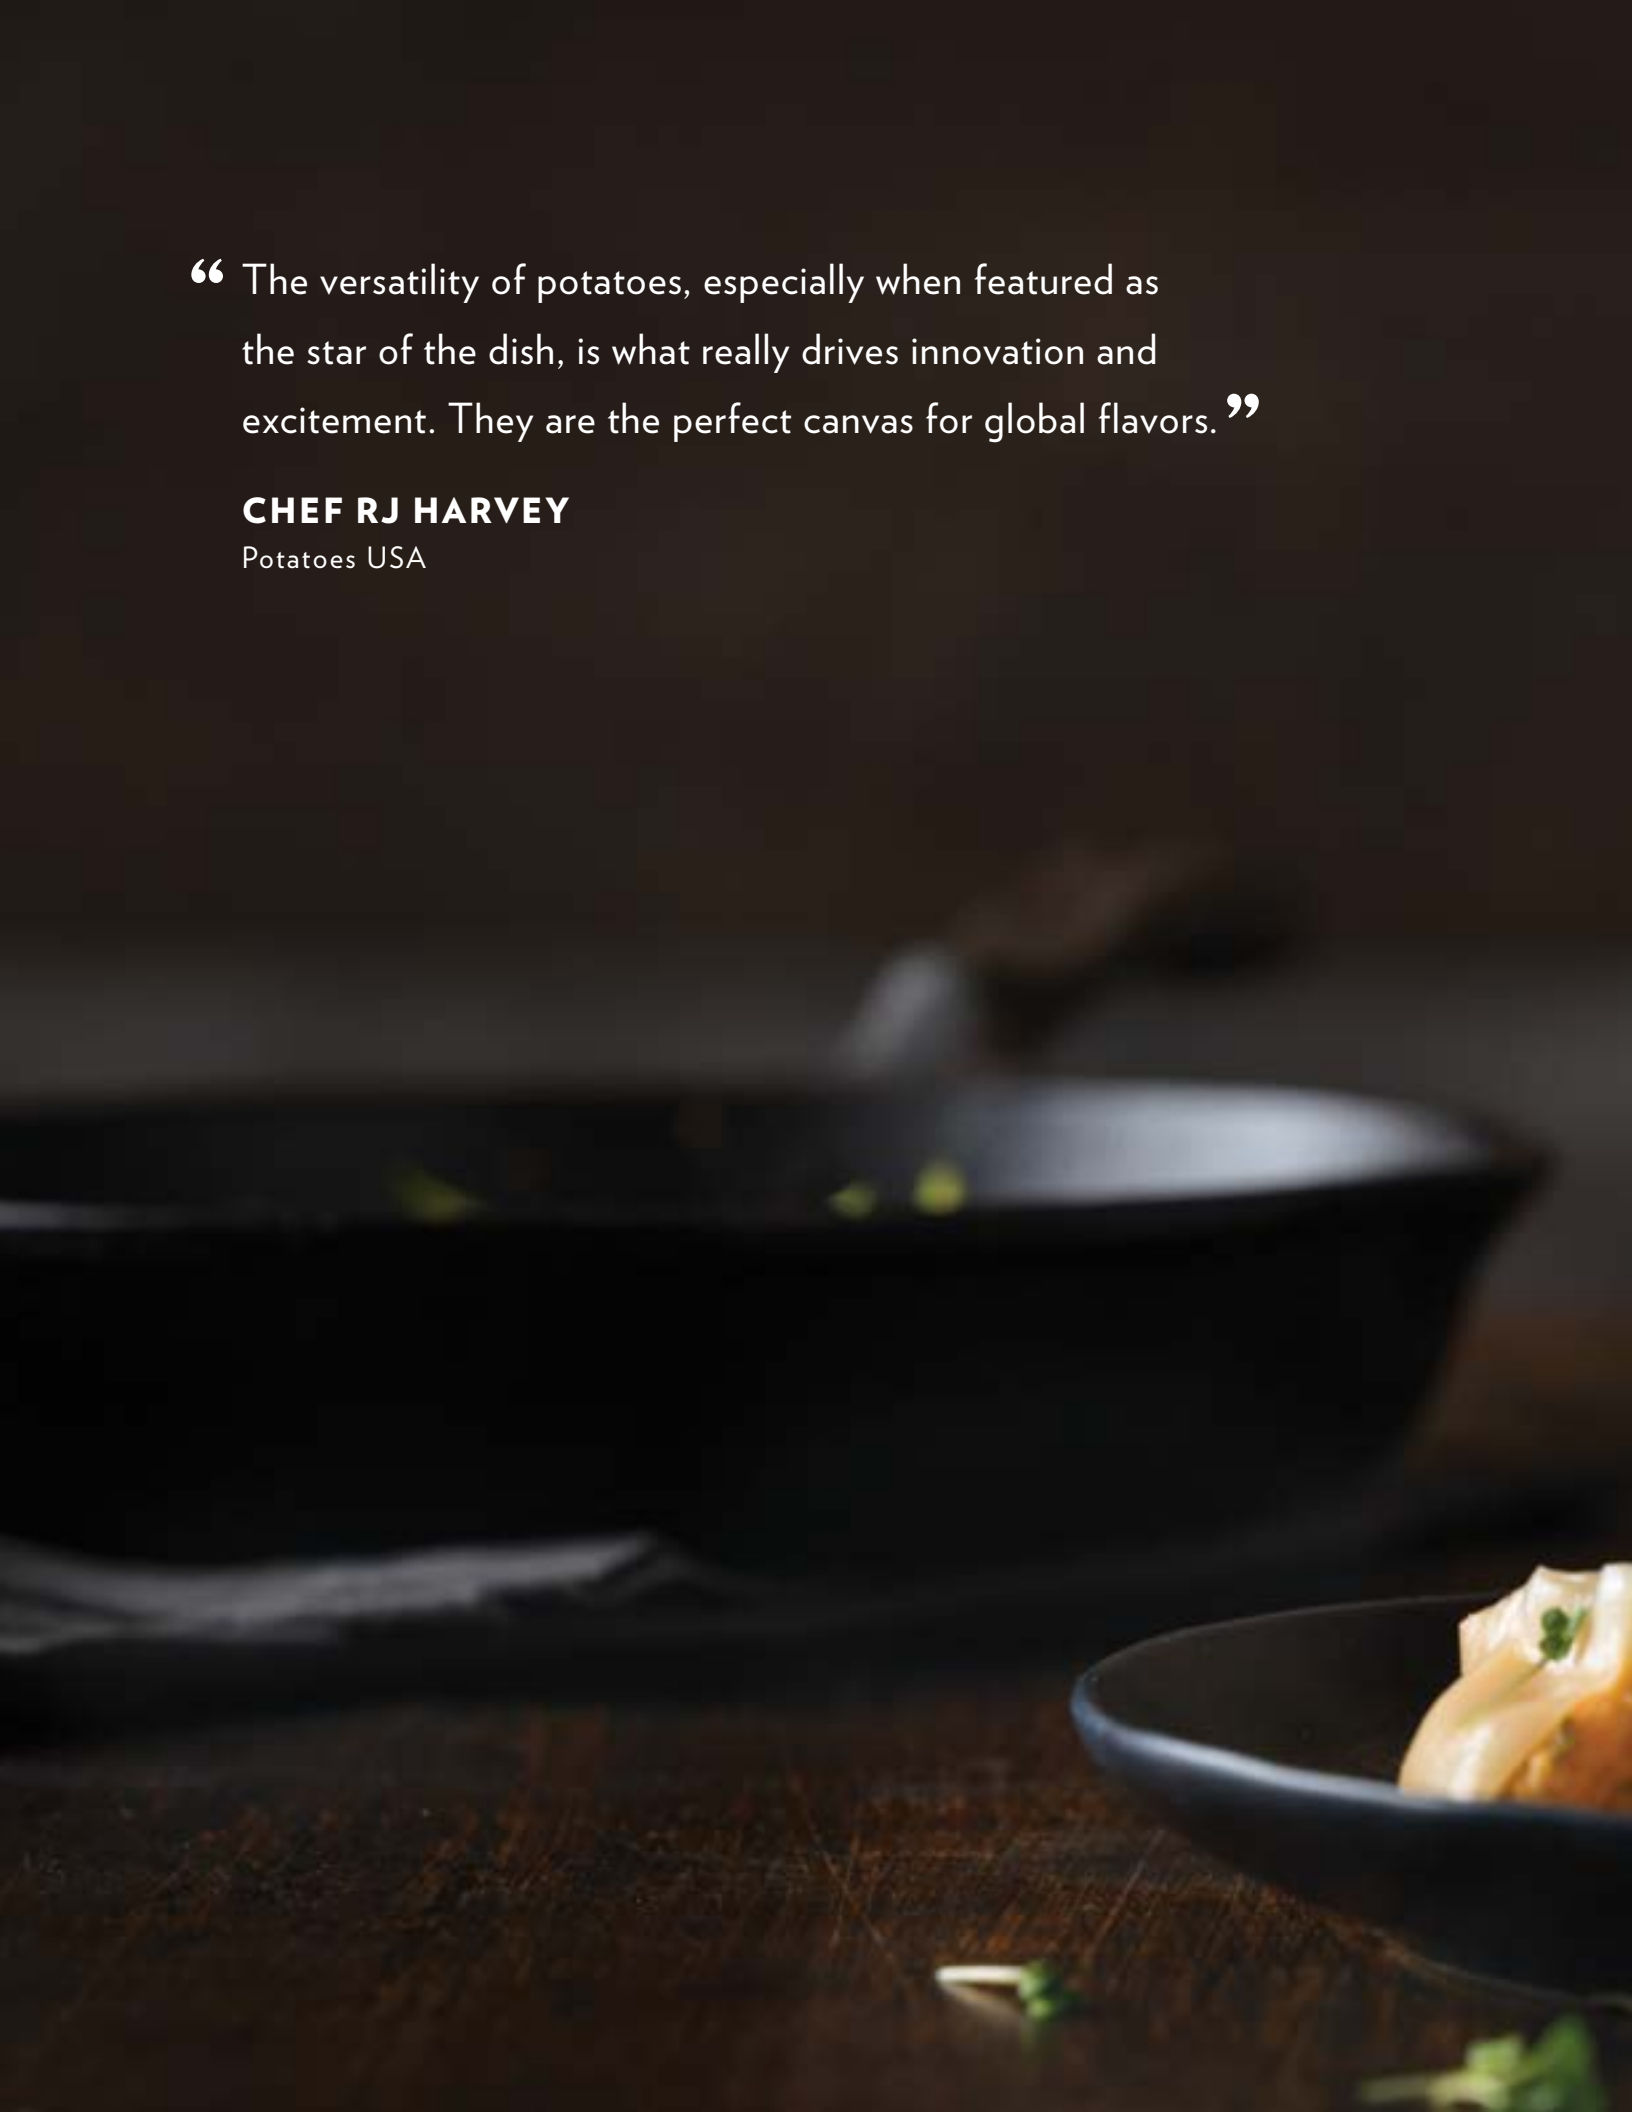 “The versatility of potatoes, especially when featured as
the star of the dish, is what really drives innovation and
excitement. They are the perfect canvas for global flavors.”
CHEF RJ HARVEY
Potatoes USA